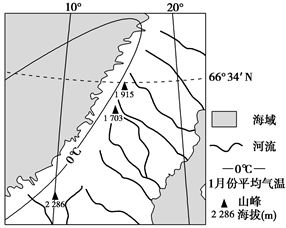 10°
20°
66°34′N
1 915
1 703
0℃
2 286
海域
河流
—0℃—
1月份平均气温
▲ 山峰
2 286 海拔(m)